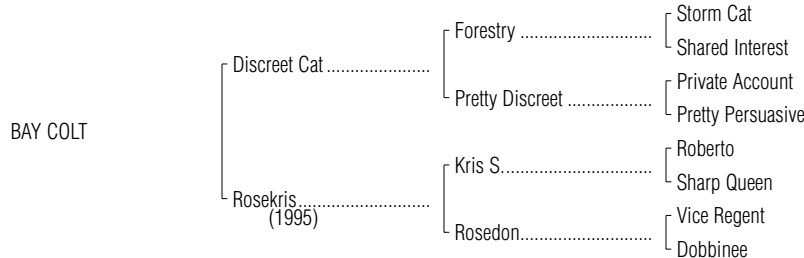 Storm Cat
Forestry ..............................
Shared Interest
Discreet Cat .......................
Private Account
Pretty Discreet ...................
Pretty Persuasive
BAY COLT
Roberto
Kris S..................................
Sharp Queen
Rosekris.............................
(1995)
Vice Regent
Rosedon.............................
Dobbinee